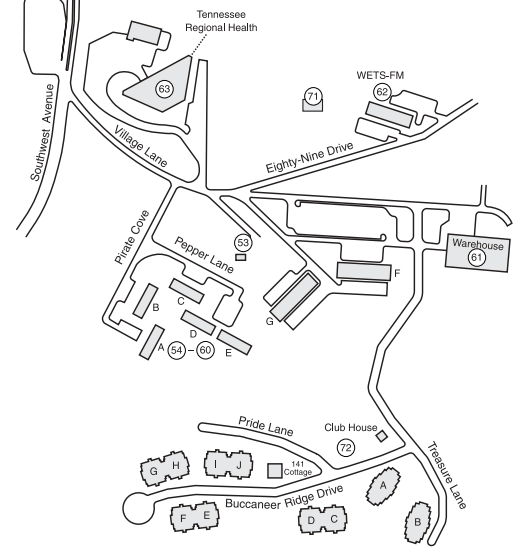 Tennessee
Regional Health
63
71
WETS-FM
62
Southwest Avenue
Village Lane
Eighty-Nine Drive
Pirate Cove
Pepper Lane
53
Warehouse
61
F
G
C
B
D
A
54 - 60
E
Pride Lane
Club House
72
Treasure Lane
G H
I J
141
Cottage
Buccaneer Ridge Drive
A
F E
D C
B